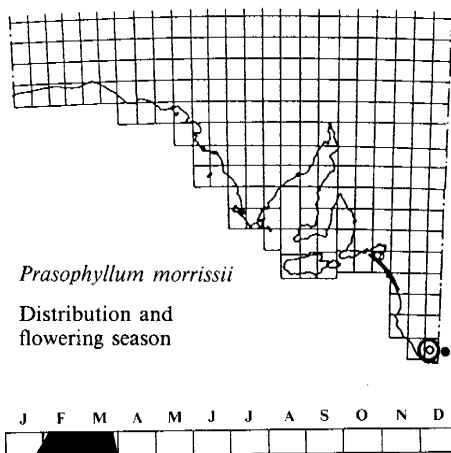 Prasophyllum morrissii
Distribution and
flowering season
J F M A M J J A S O N D